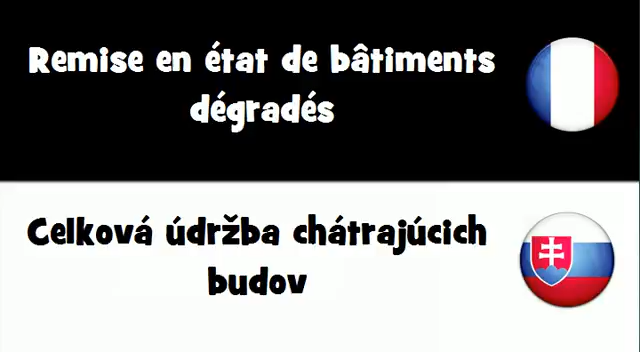 Remise en état de bâtiments
dégradés
Celková údržba chátrajúcich
budov